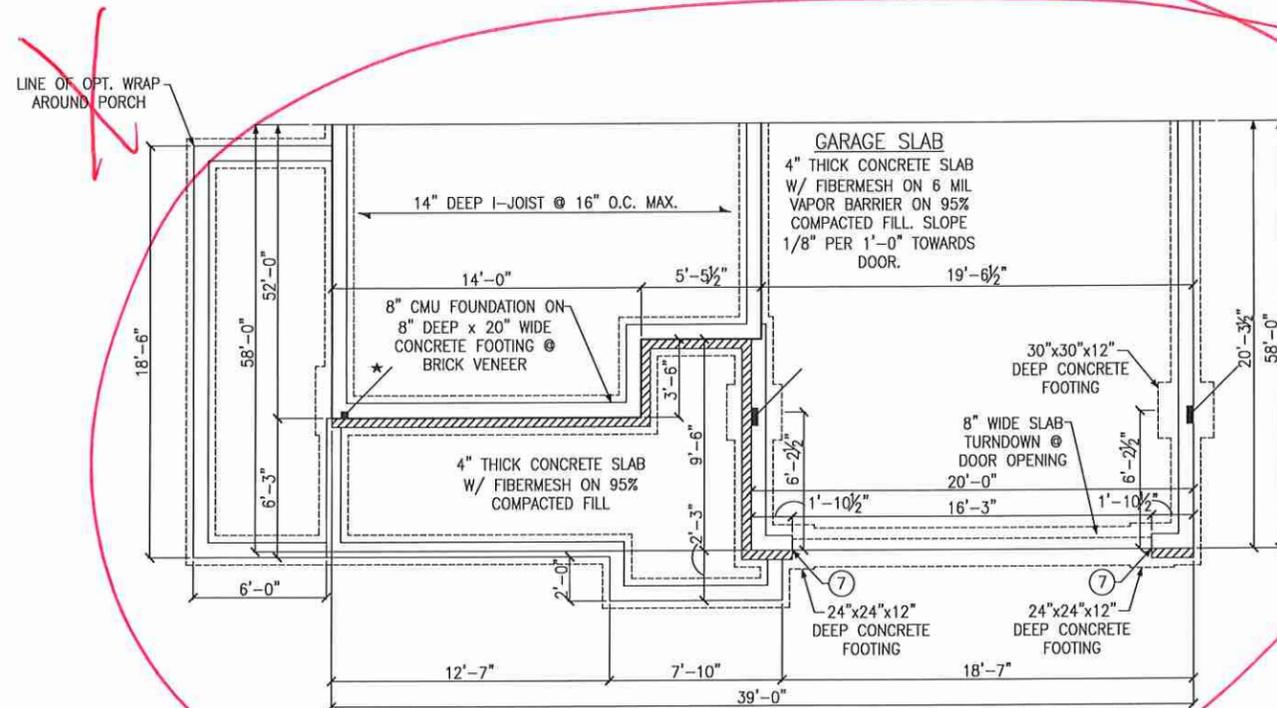 LINE OF OPT. WRAP
AROUND PORCH
GARAGE SLAB
4" THICK CONCRETE SLAB
W/ FIBERMESH ON 6 MIL
VAPOR BARRIER ON 95%
COMPACTED FILL. SLOPE
1/8" PER 1'-0" TOWARDS
DOOR.
14" DEEP I-JOIST @ 16" O.C. MAX.
14'-0"
5'-5½"
19'-6½"
8" CMU FOUNDATION ON
8" DEEP x 20" WIDE
CONCRETE FOOTING @
BRICK VENEER
18'-6"
58'-0"
52'-0"
6'-3"
3'-6"
9'-6"
2'-3"
30"x30"x12"
DEEP CONCRETE
FOOTING
20'-3½"
58'-0"
8" WIDE SLAB
TURNDOWN @
DOOR OPENING
6'-2½"
6'-2½"
4" THICK CONCRETE SLAB
W/ FIBERMESH ON 95%
COMPACTED FILL
20'-0"
1'-10½"
16'-3"
1'-10½"
6'-0"
2'-0"
7
7
24"x24"x12"
DEEP CONCRETE
FOOTING
24"x24"x12"
DEEP CONCRETE
FOOTING
12'-7"
7'-10"
18'-7"
39'-0"